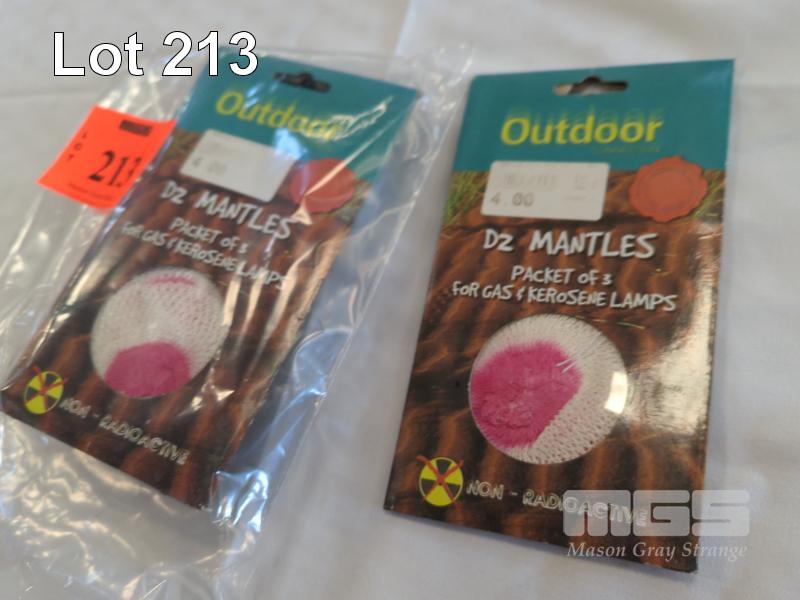 Lot 213
LOT
213
Outdoor
4.00
D2 MANTLES
PACKET OF 3
FOR GAS & KEROSENE LAMPS
NON - RADIOACTIVE
Outdoor
4.00
D2 MANTLES
PACKET OF 3
FOR GAS & KEROSENE LAMPS
NON - RADIOACTIVE
MGS
Mason Gray Strange